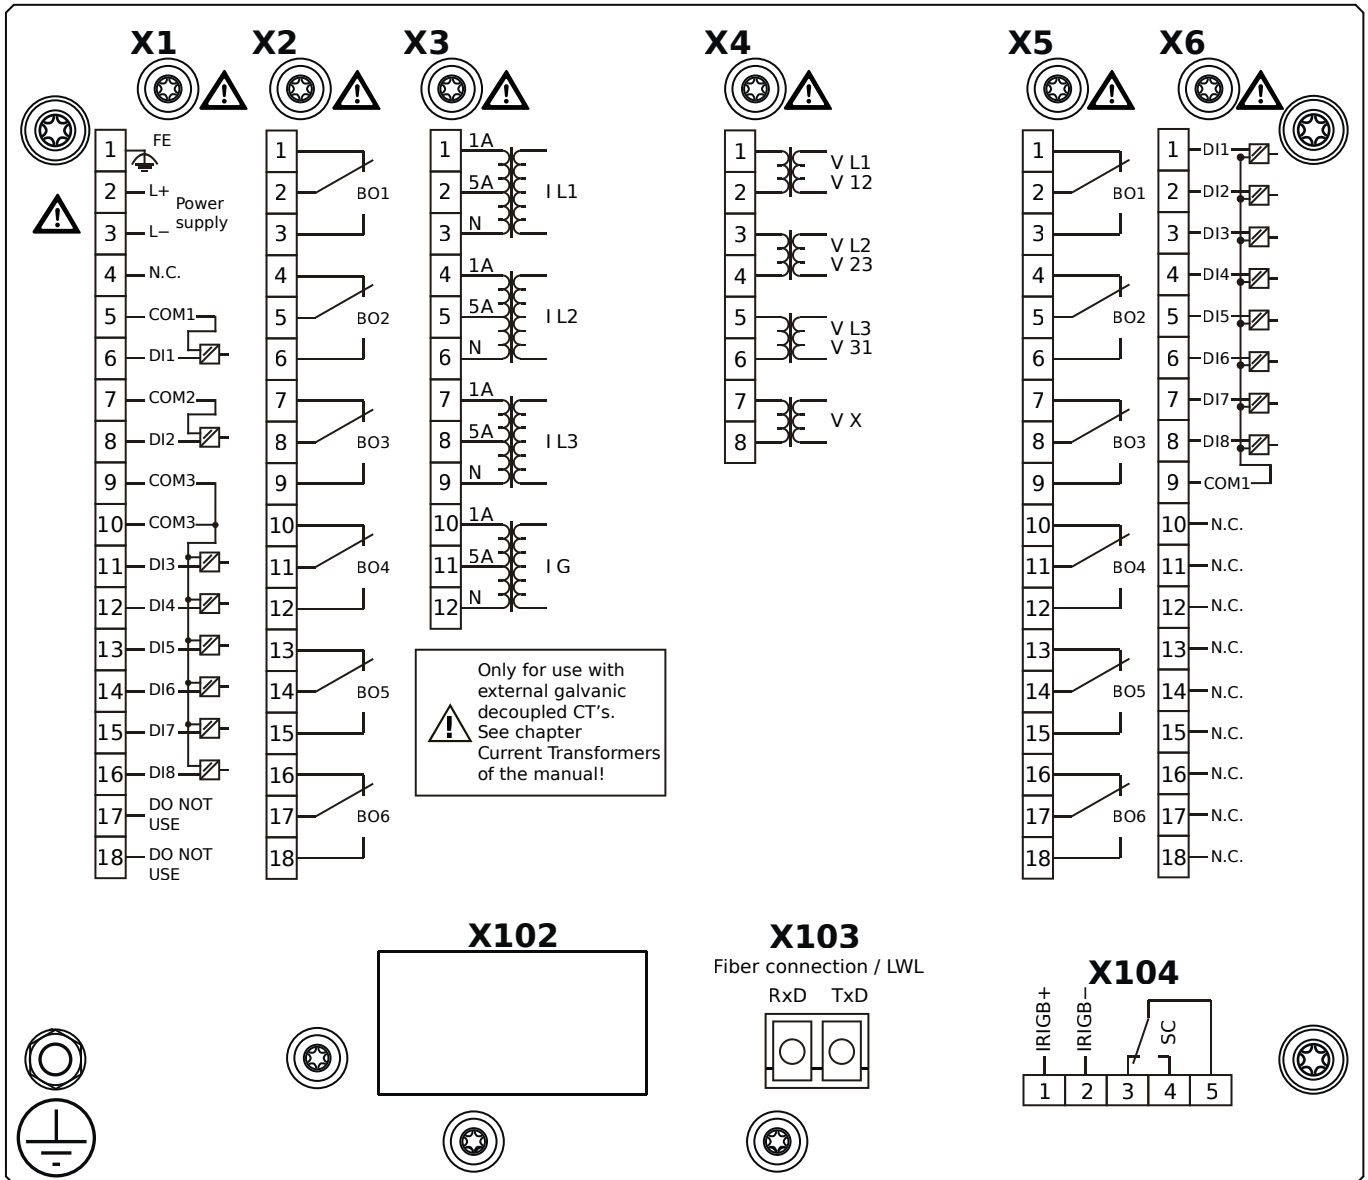 X1 X2 X3 X4 X5 X6
1 FE
2 L+
Power
supply
3 L−
4 N.C.
5 COM1
6 DI1
7 COM2
8 DI2
9 COM3
10 COM3
11 DI3
12 DI4
13 DI5
14 DI6
15 DI7
16 DI8
17 DO NOT
USE
18 DO NOT
USE
1
2 BO1
3
4
5 BO2
6
7
8 BO3
9
10
11 BO4
12
13
14 BO5
15
16
17 BO6
18
1 1A
2 5A I L1
3 N
4 1A
5 5A I L2
6 N
7 1A
8 5A I L3
9 N
10 1A
11 5A I G
12 N
Only for use with
external galvanic
decoupled CT's.
See chapter
Current Transformers
of the manual!
1 V L1
2 V 12
3 V L2
4 V 23
5 V L3
6 V 31
7 V X
8
1
2 BO1
3
4
5 BO2
6
7
8 BO3
9
10
11 BO4
12
13
14 BO5
15
16
17 BO6
18
1 DI1
2 DI2
3 DI3
4 DI4
5 DI5
6 DI6
7 DI7
8 DI8
9 COM1
10 N.C.
11 N.C.
12 N.C.
13 N.C.
14 N.C.
15 N.C.
16 N.C.
17 N.C.
18 N.C.
X102
X103
Fiber connection / LWL
RxD TxD
X104
IRIGB+
IRIGB−
SC
1 2 3 4 5